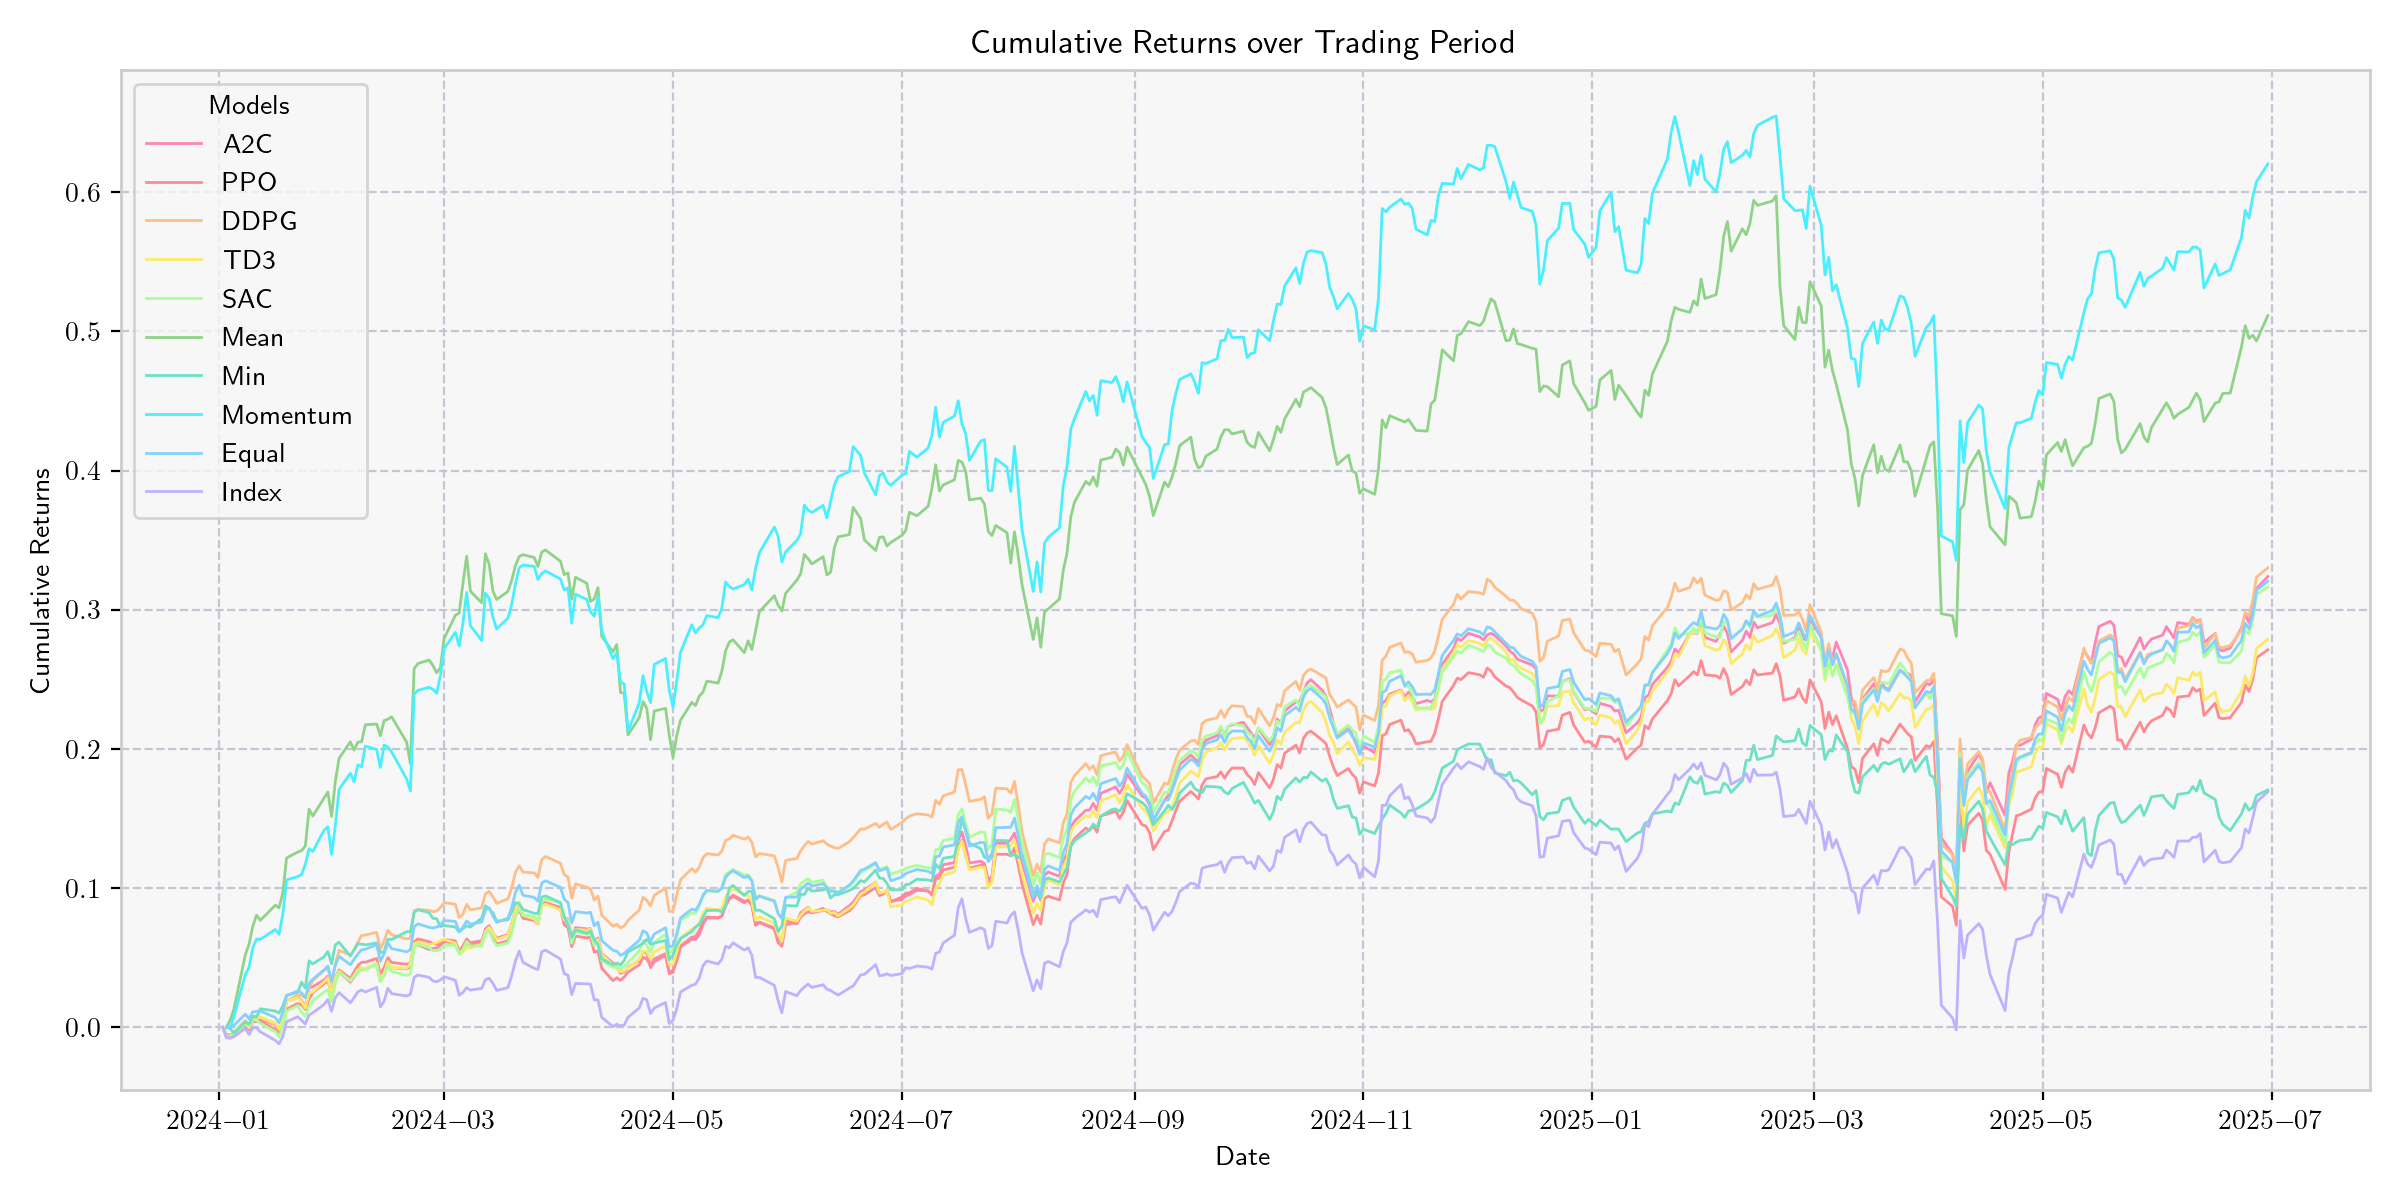 Cumulative Returns over Trading Period
Models
A2C
PPO
DDPG
TD3
SAC
Mean
Min
Momentum
Equal
Index
Cumulative Returns
0.6
0.5
0.4
0.3
0.2
0.1
0.0
2024−01 2024−03 2024−05 2024−07 2024−09 2024−11 2025−01 2025−03 2025−05 2025−07
Date